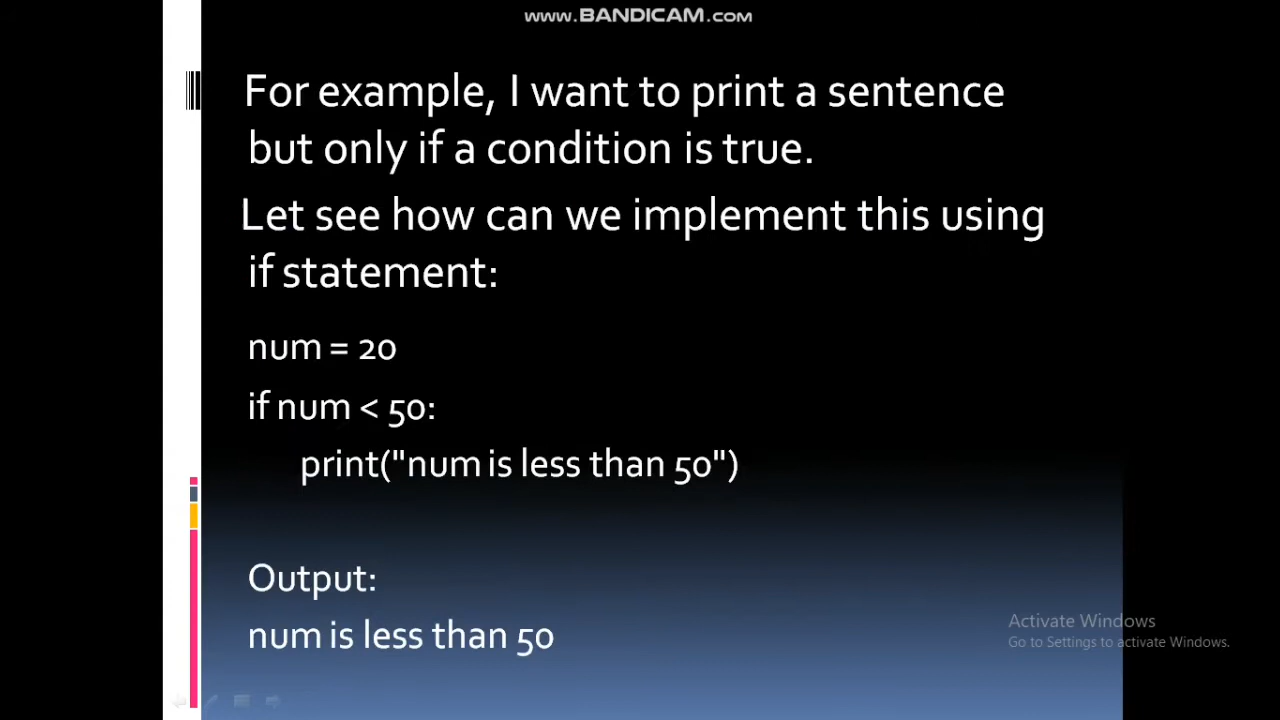 www.BANDICAM.com
For example, I want to print a sentence
but only if a condition is true.
Let see how can we implement this using
if statement:
num = 20
if num < 50:
print("num is less than 50")
Output:
num is less than 50
Activate Windows
Go to Settings to activate Windows.